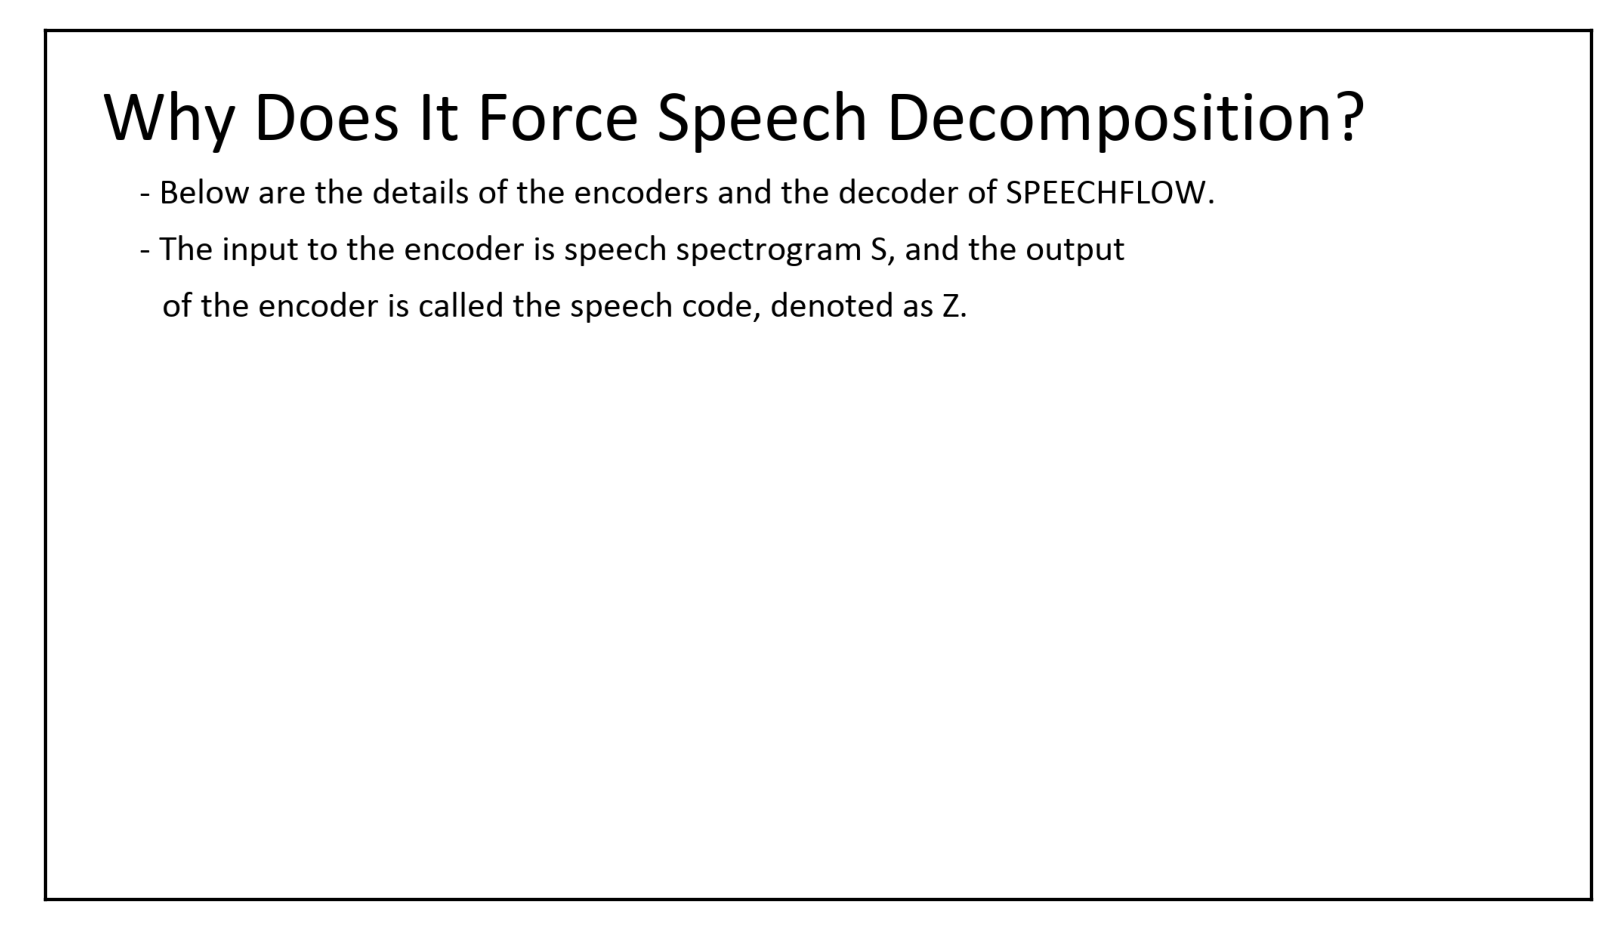 Why Does It Force Speech Decomposition?
- Below are the details of the encoders and the decoder of SPEECHFLOW.
- The input to the encoder is speech spectrogram S, and the output
of the encoder is called the speech code, denoted as Z.